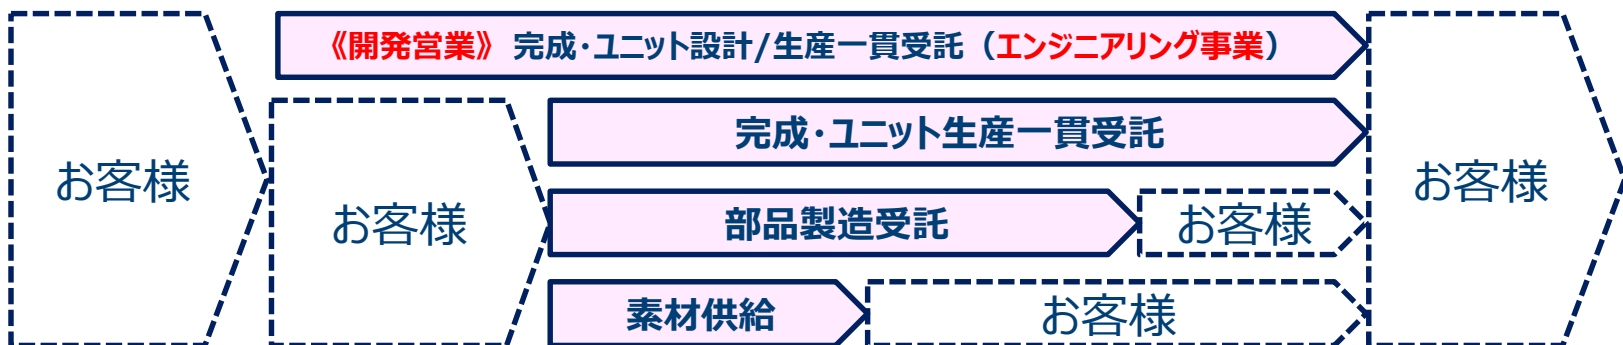 お客様
《開発営業》 完成・ユニット設計/生産一貫受託（エンジニアリング事業）
お客様
完成・ユニット生産一貫受託
部品製造受託
お客様
素材供給
お客様
お客様